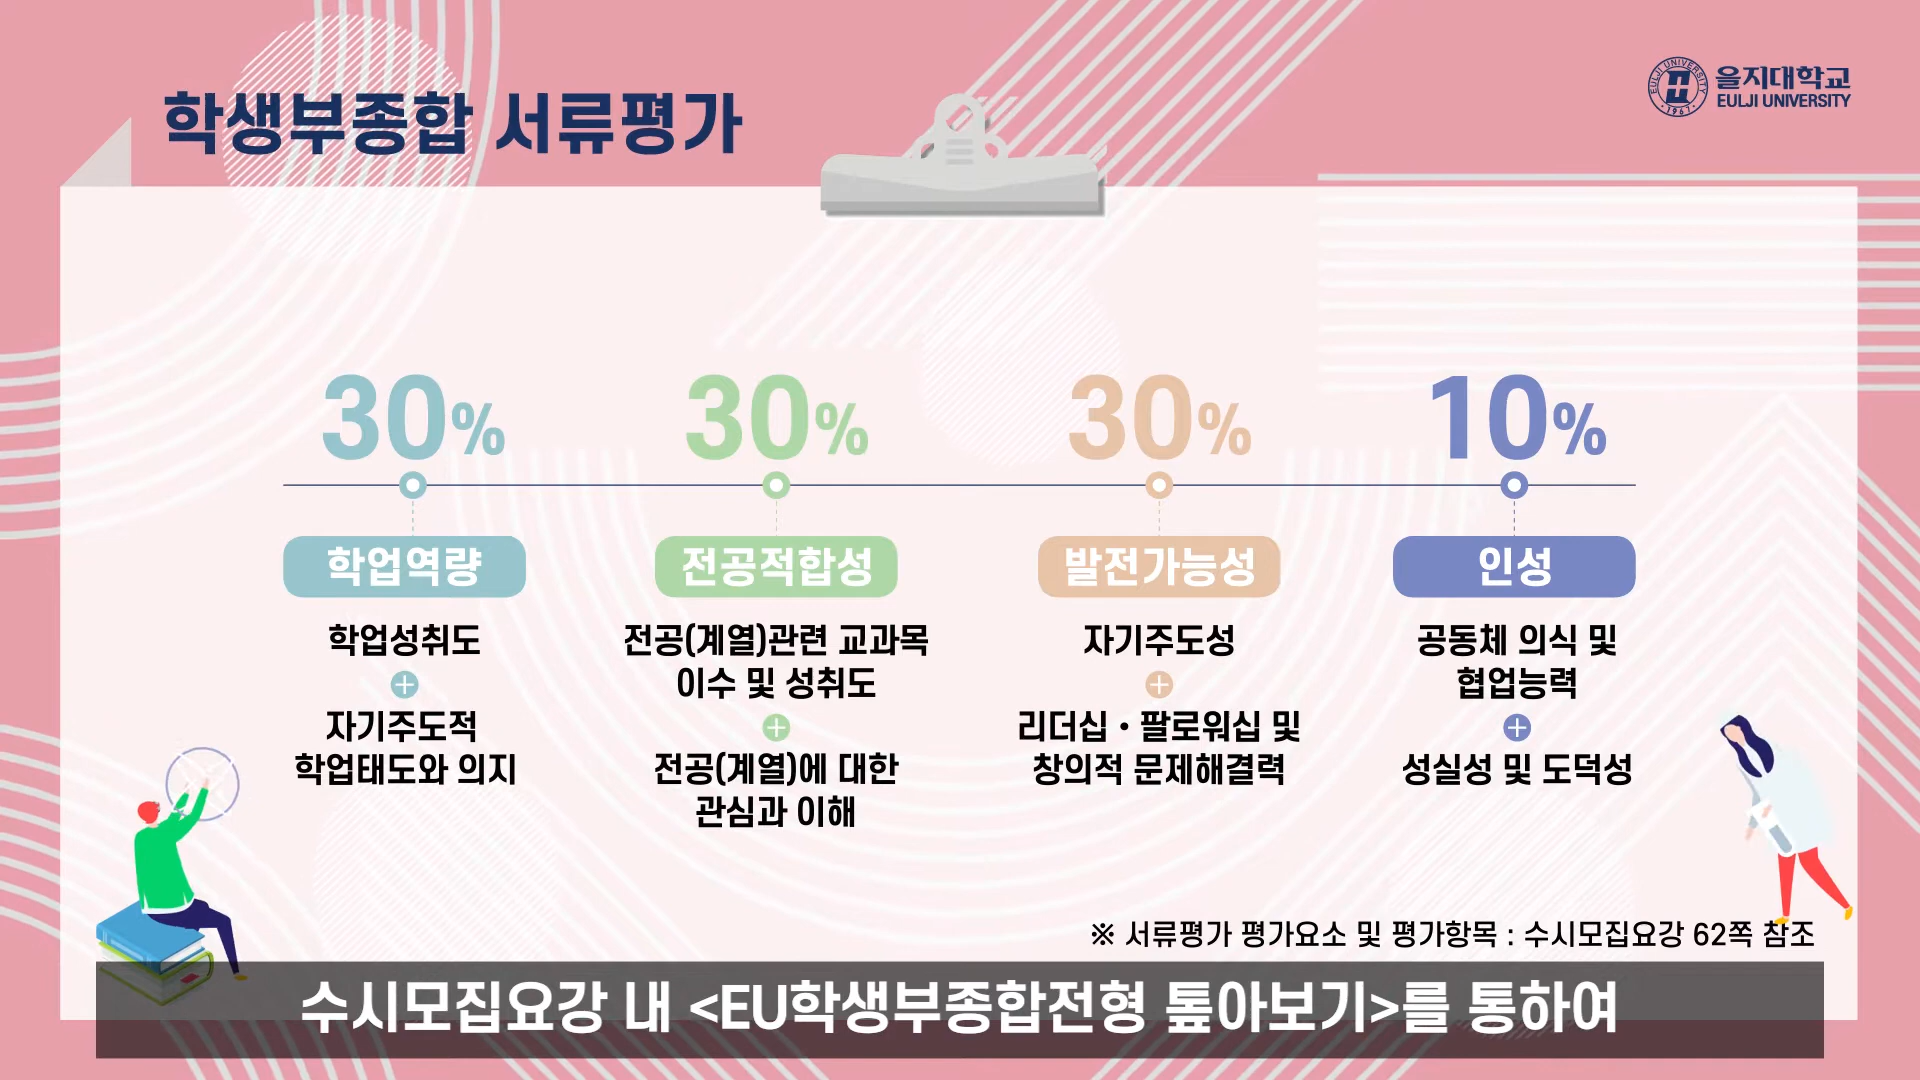 학생부종합 서류평가
EULJI UNIVERSITY
1967
을지대학교
EULJI UNIVERSITY
30%
30%
30%
10%
학업역량
전공적합성
발전가능성
인성
학업성취도
+
자기주도적
학업태도와 의지
전공(계열)관련 교과목
이수 및 성취도
+
전공(계열)에 대한
관심과 이해
자기주도성
+
리더십・팔로워십 및
창의적 문제해결력
공동체 의식 및
협업능력
+
성실성 및 도덕성
※ 서류평가 평가요소 및 평가항목 : 수시모집요강 62쪽 참조
수시모집요강 내 <EU학생부종합전형 톺아보기>를 통하여